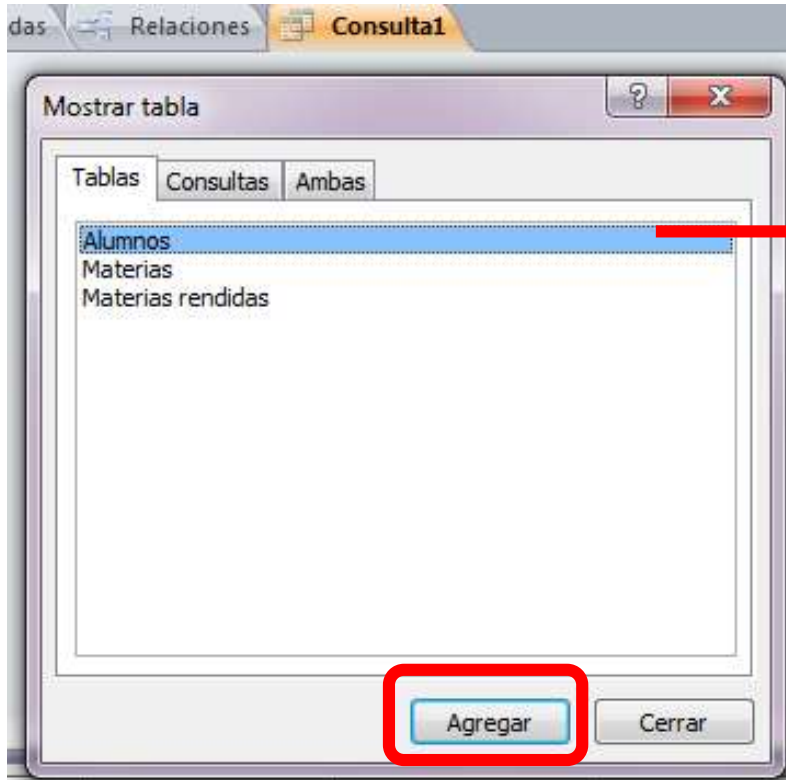 das Relaciones Consulta1
Mostrar tabla
Tablas Consultas Ambas
Alumnos
Materias
Materias rendidas
Agregar Cerrar